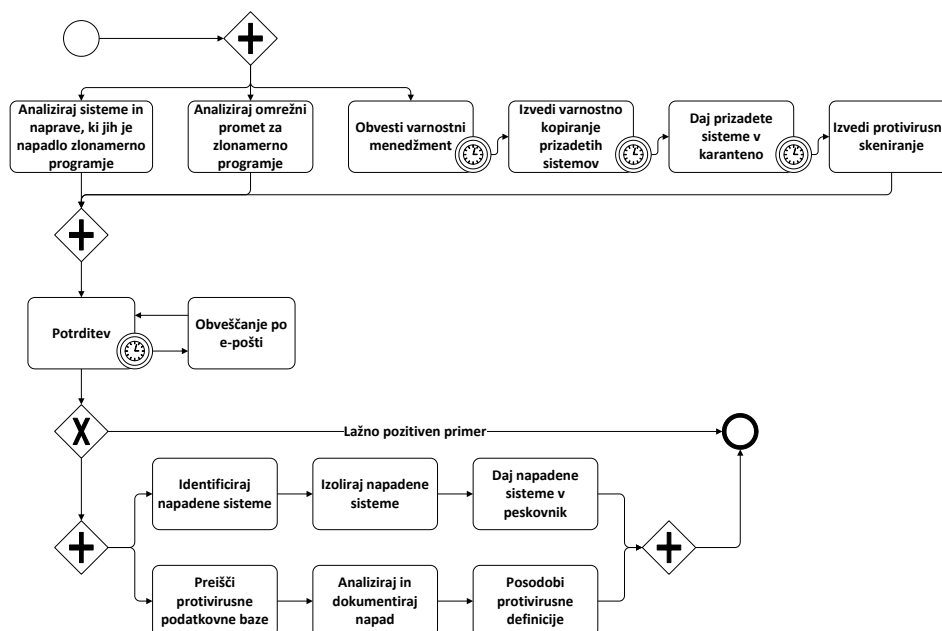 Analiziraj sisteme in
naprave, ki jih je
napadlo zlonamerno
programje
Analiziraj omrežni
promet za
zlonamerno
programje
Obvesti varnostni
menedžment
Izvedi varnostno
kopiranje
prizadetih
sistemov
Daj prizadete
sisteme v
karanteno
Izvedi protivirusn
skeniranje
Potrditev
Obveščanje po
e-pošti
X
Lažno pozitiven primer
Identificiraj
napadene sisteme
Izoliraj napadene
sisteme
Daj napadene
sisteme v
peskovnik
Preišči
protivirusne
podatkovne baze
Analiziraj in
dokumentiraj
napad
Posodobi
protivirusne
definicije